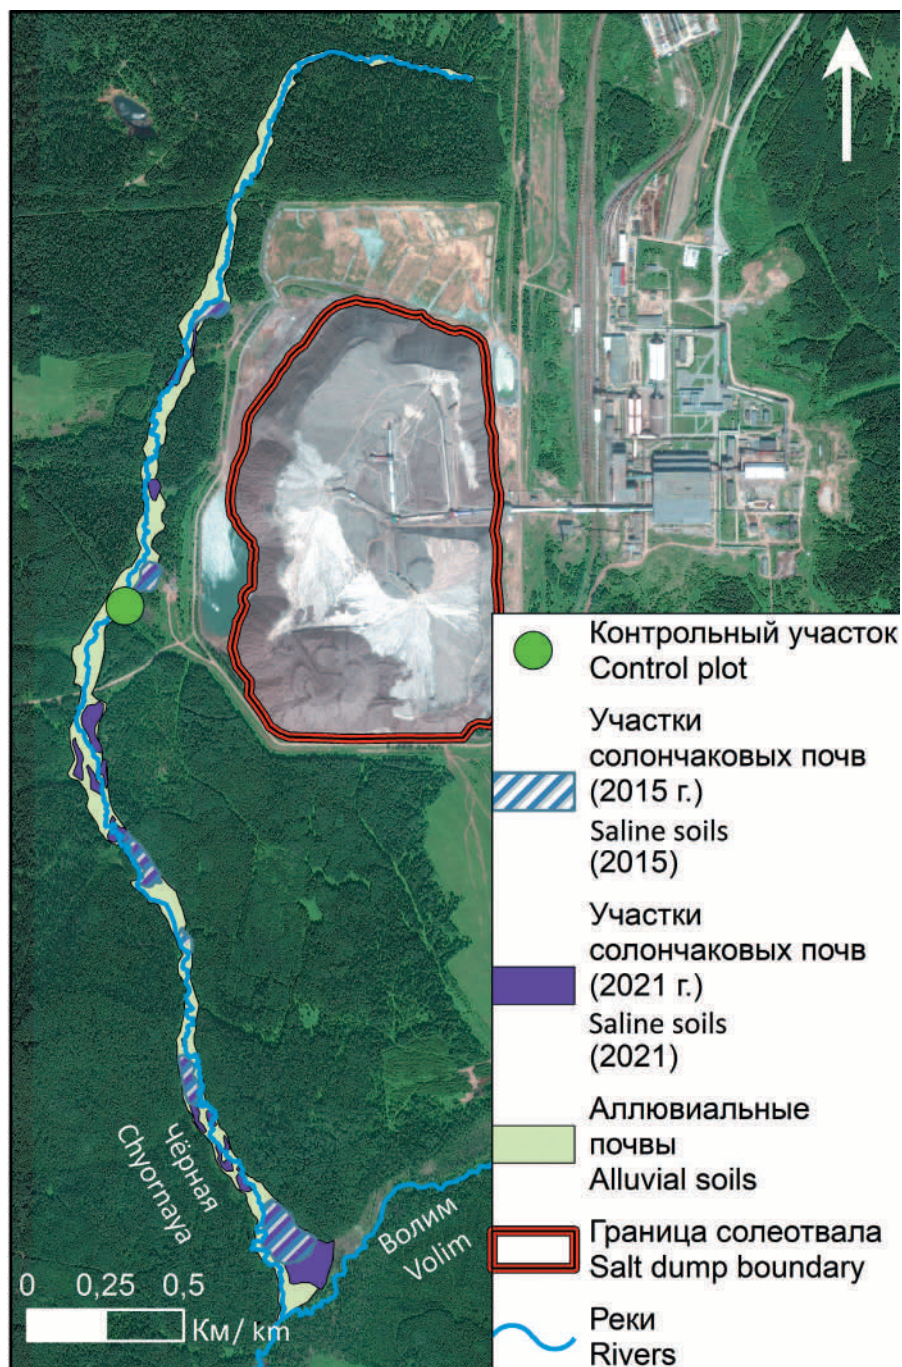 Контрольный участок
Control plot
Участки
солончаковых почв
(2015 г.)
Saline soils
(2015)
Участки
солончаковых почв
(2021 г.)
Saline soils
(2021)
Аллювиальные
почвы
Alluvial soils
Граница солеотвала
Salt dump boundary
Реки
Rivers
Чёрная
Chyornaya
Волим
Volim
0 0,25 0,5
Км/ km